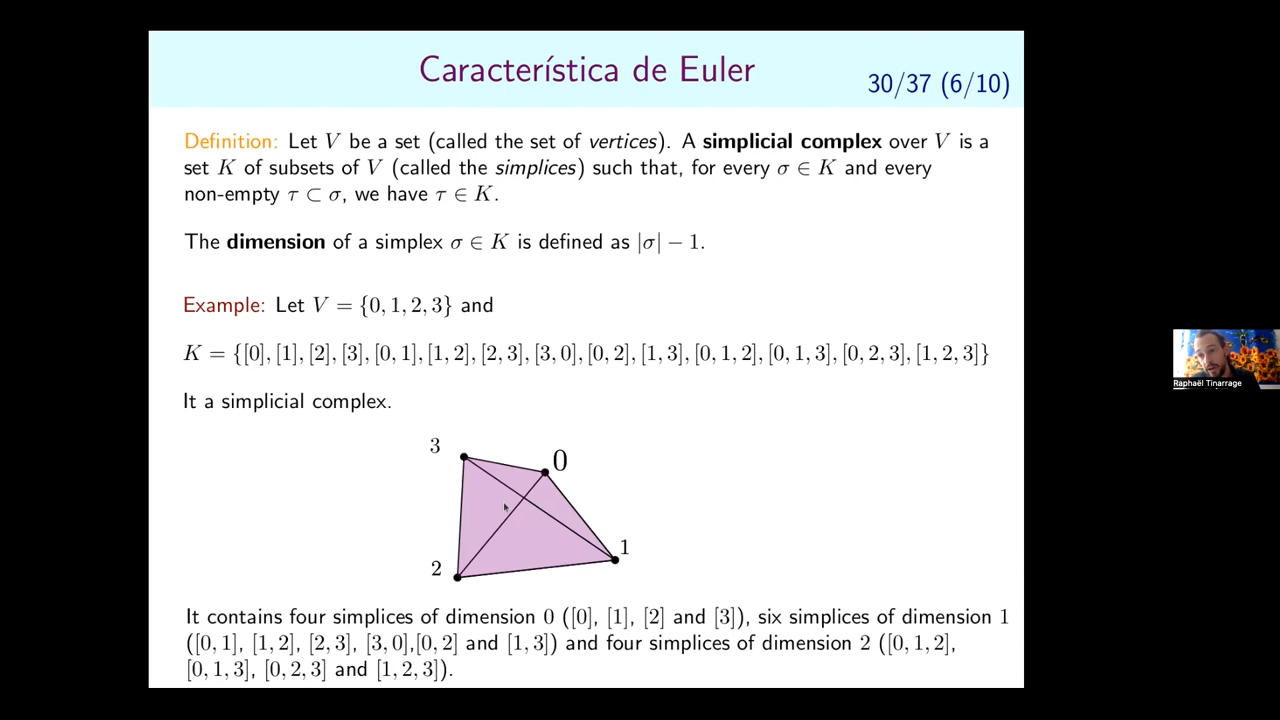 Característica de Euler
30/37 (6/10)
Definition: Let V be a set (called the set of vertices). A simplicial complex over V is a
set K of subsets of V (called the simplices) such that, for every σ ∈ K and every
non-empty τ ⊂ σ, we have τ ∈ K.
The dimension of a simplex σ ∈ K is defined as |σ| − 1.
Example: Let V = {0, 1, 2, 3} and
K = {[0], [1], [2], [3], [0, 1], [1, 2], [2, 3], [3, 0], [0, 2], [1, 3], [0, 1, 2], [0, 1, 3], [0, 2, 3], [1, 2, 3]}
It a simplicial complex.
3
0
1
2
It contains four simplices of dimension 0 ([0], [1], [2] and [3]), six simplices of dimension 1
([0, 1], [1, 2], [2, 3], [3, 0],[0, 2] and [1, 3]) and four simplices of dimension 2 ([0, 1, 2],
[0, 1, 3], [0, 2, 3] and [1, 2, 3]).
Raphaël Tinarrage